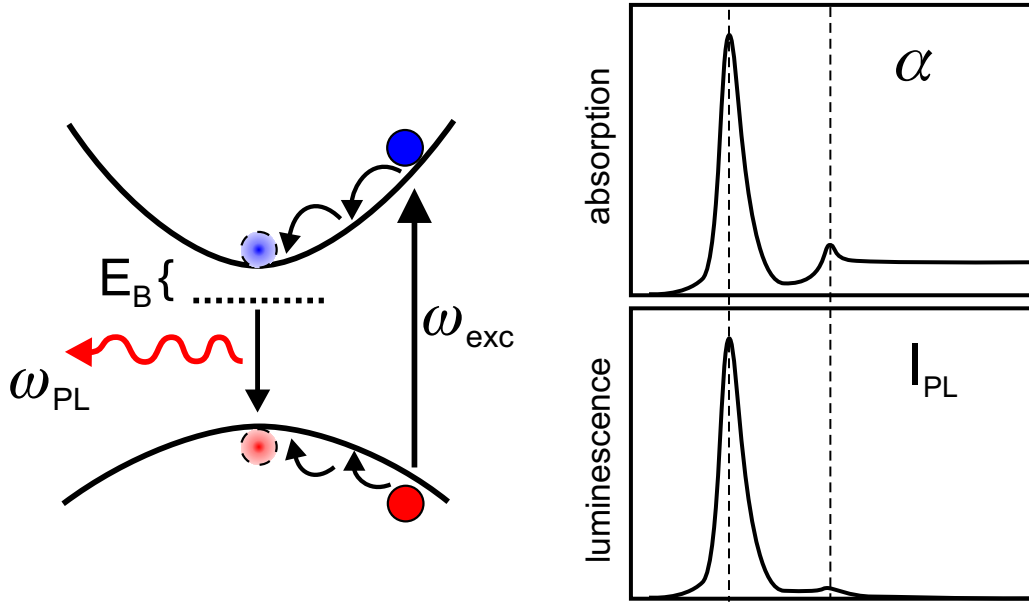 E_B {
ω_exc
ω_PL
absorption
α
luminescence
I_PL